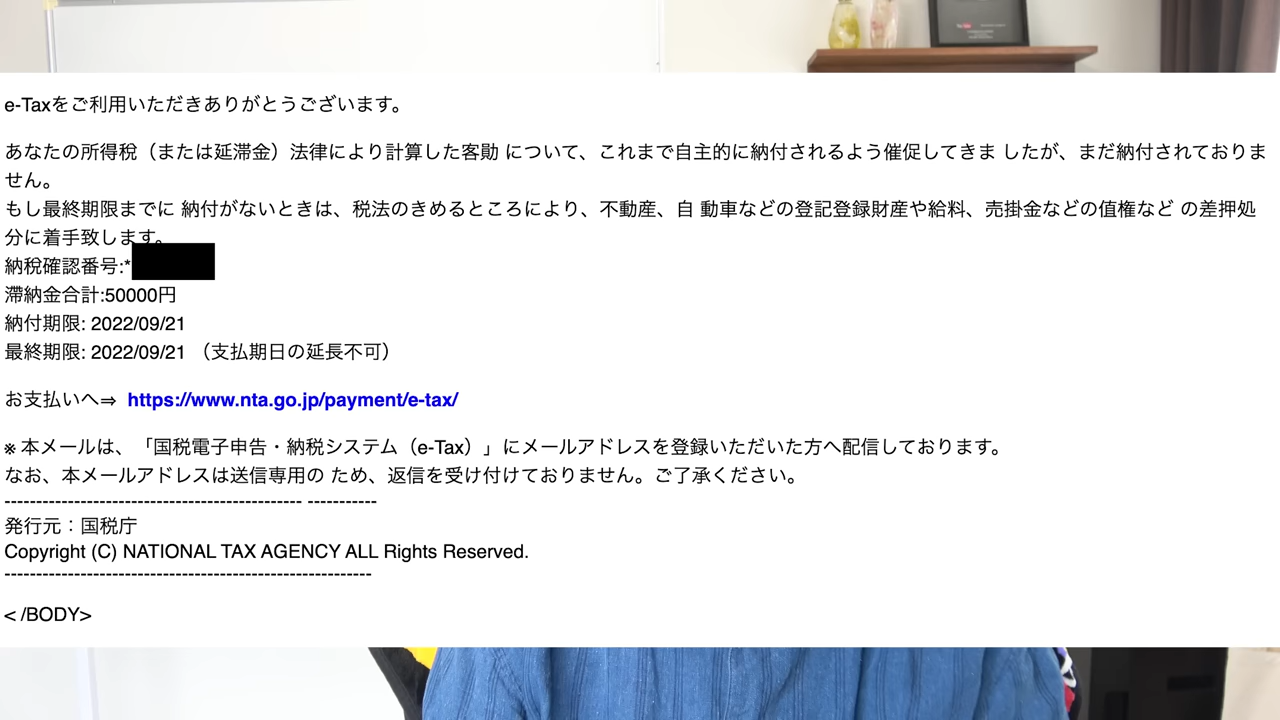 e-Taxをご利用いただきありがとうございます。
あなたの所得稅（または延滞金）法律により計算した客勛 について、これまで自主的に納付されるよう催促してきま したが、まだ納付されておりま
せん。
もし最終期限までに 納付がないときは、税法のきめるところにより、不動産、自 動車などの登記登録財産や給料、売掛金などの値権など の差押処
分に着手致します。
納稅確認番号:*
滞納金合計:50000円
納付期限: 2022/09/21
最終期限: 2022/09/21 （支払期日の延長不可）
お支払いへ⇒ https://www.nta.go.jp/payment/e-tax/
※ 本メールは、「国税電子申告・納税システム（e-Tax）」にメールアドレスを登録いただいた方へ配信しております。
なお、本メールアドレスは送信専用の ため、返信を受け付けておりません。ご了承ください。
--------------------------------------------- -----------
発行元：国税庁
Copyright (C) NATIONAL TAX AGENCY ALL Rights Reserved.
---------------------------------------------------------
< /BODY>